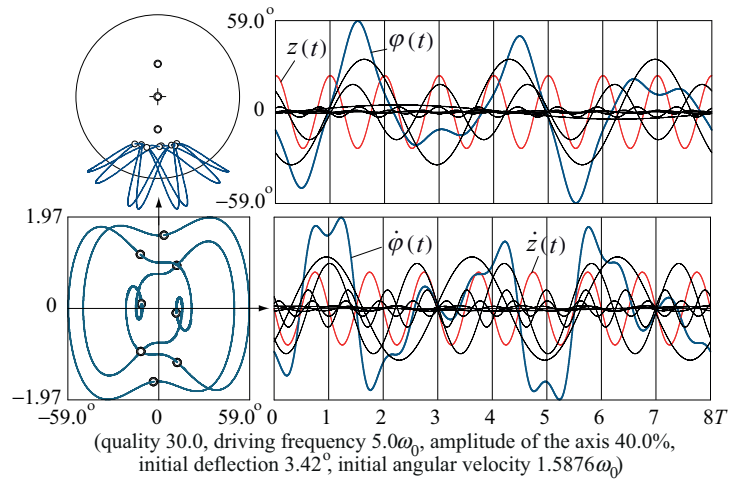 59.0°
z(t)
φ(t)
0
−59.0°
1.97
0
−1.97
−59.0°
0
59.0°
φ̇(t)
ż(t)
0 1 2 3 4 5 6 7 8T
(quality 30.0, driving frequency 5.0ω₀, amplitude of the axis 40.0%,
initial deflection 3.42°, initial angular velocity 1.5876ω₀)